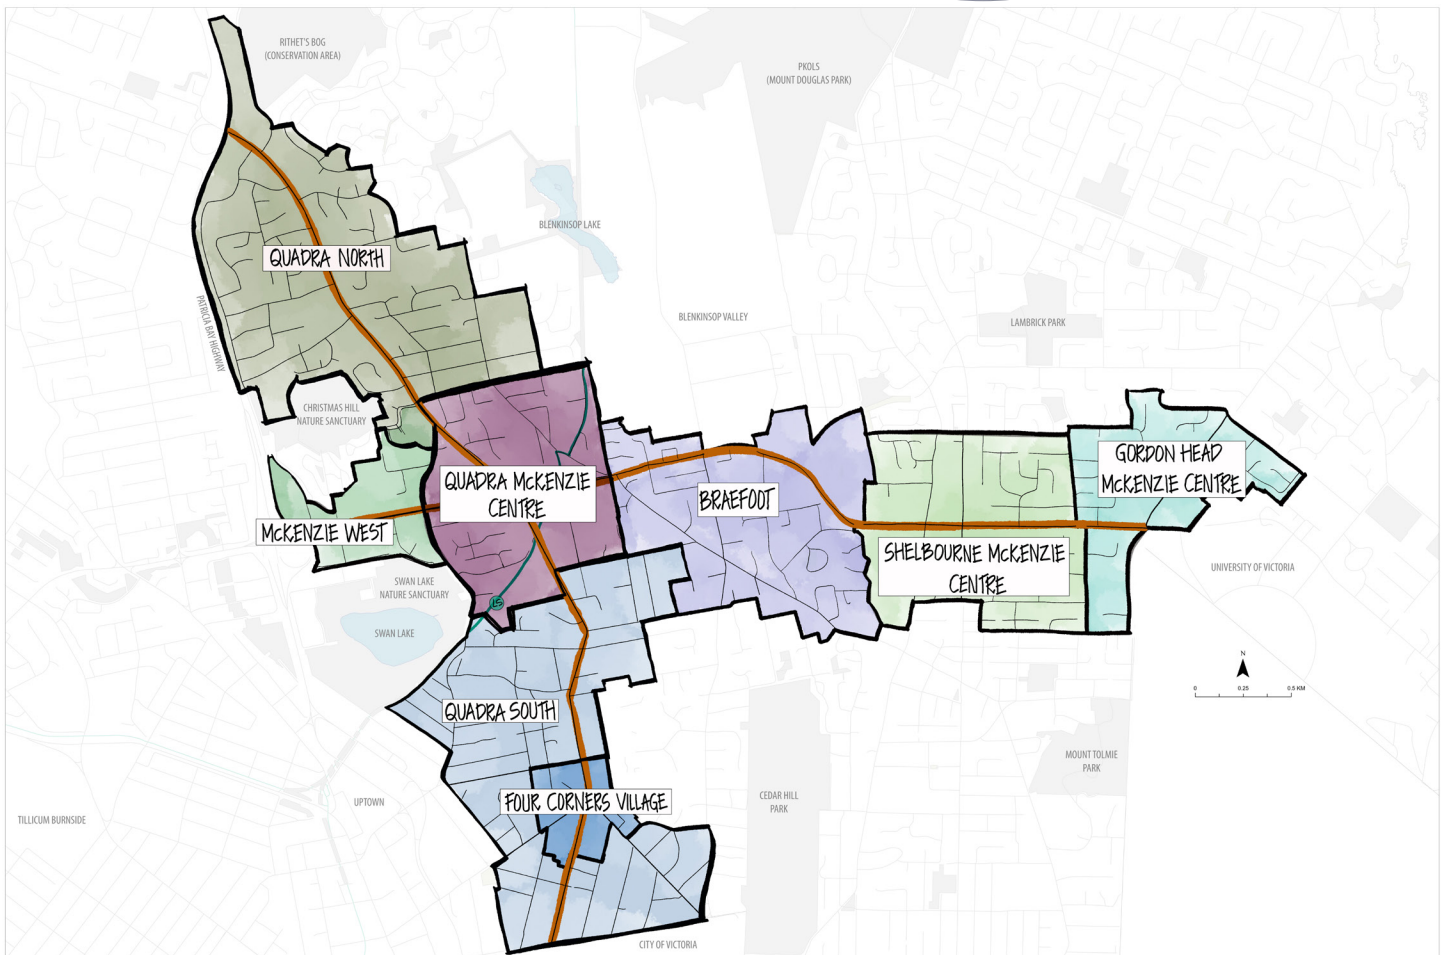 RITHET'S BOG
(CONSERVATION AREA)
PKOLS
(MOUNT DOUGLAS PARK)
BLENKINSOP LAKE
QUADRA NORTH
PATRICIA BAY HIGHWAY
BLENKINSOP VALLEY
LAMBRICK PARK
CHRISTMAS HILL
NATURE SANCTUARY
GORDON HEAD
McKENZIE CENTRE
QUADRA McKENZIE
CENTRE
BRAEFOOT
McKENZIE WEST
SHELBOURNE McKENZIE
CENTRE
UNIVERSITY OF VICTORIA
SWAN LAKE
NATURE SANCTUARY
SWAN LAKE
N
0 0.25 0.5 KM
QUADRA SOUTH
MOUNT TOLMIE
PARK
FOUR CORNERS VILLAGE
UPTOWN
CEDAR HILL
PARK
TILLICUM BURNSIDE
CITY OF VICTORIA